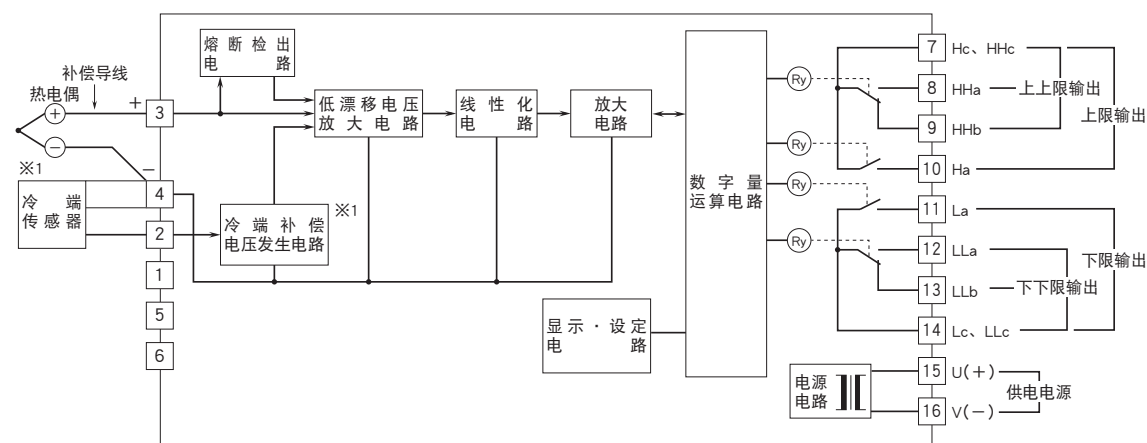 补偿导线
热电偶
+
3
+
−
−
※1
冷端
传感器
4
2
1
5
6
熔断检出
电路
低漂移电压
放大电路
线性化
电路
放大
电路
冷端补偿
电压发生电路
※1
数字量
运算电路
显示・设定
电路
Ry
Ry
Ry
Ry
7 Hc、HHc
8 HHa
上上限输出
9 HHb
上限输出
10 Ha
11 La
12 LLa
下限输出
13 LLb
下下限输出
14 Lc、LLc
电源
电路
15 U(+)
供电电源
16 V(−)